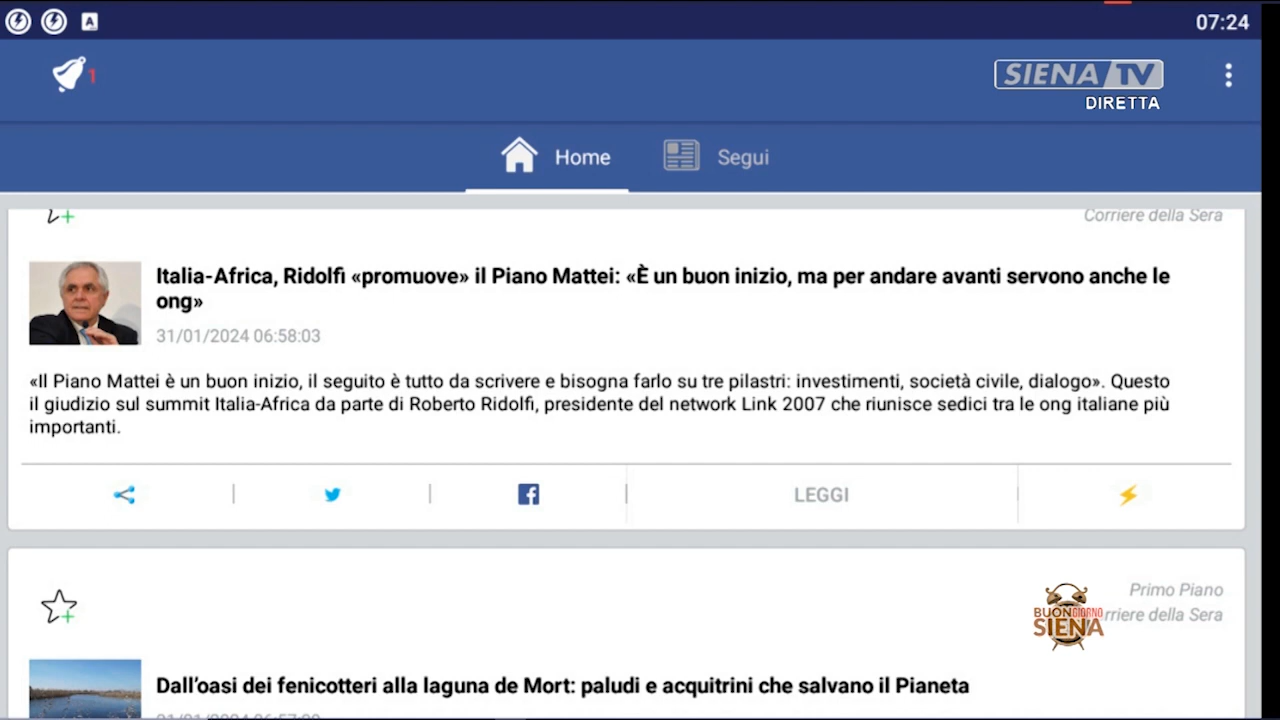 A
07:24
1
SIENA TV
DIRETTA
Home
Segui
Corriere della Sera
Italia-Africa, Ridolfi «promuove» il Piano Mattei: «È un buon inizio, ma per andare avanti servono anche le
ong»
31/01/2024 06:58:03
«Il Piano Mattei è un buon inizio, il seguito è tutto da scrivere e bisogna farlo su tre pilastri: investimenti, società civile, dialogo». Questo
il giudizio sul summit Italia-Africa da parte di Roberto Ridolfi, presidente del network Link 2007 che riunisce sedici tra le ong italiane più
importanti.
LEGGI
Primo Piano
rriere della Sera
BUONGIORNO
SIENA
Dall'oasi dei fenicotteri alla laguna de Mort: paludi e acquitrini che salvano il Pianeta